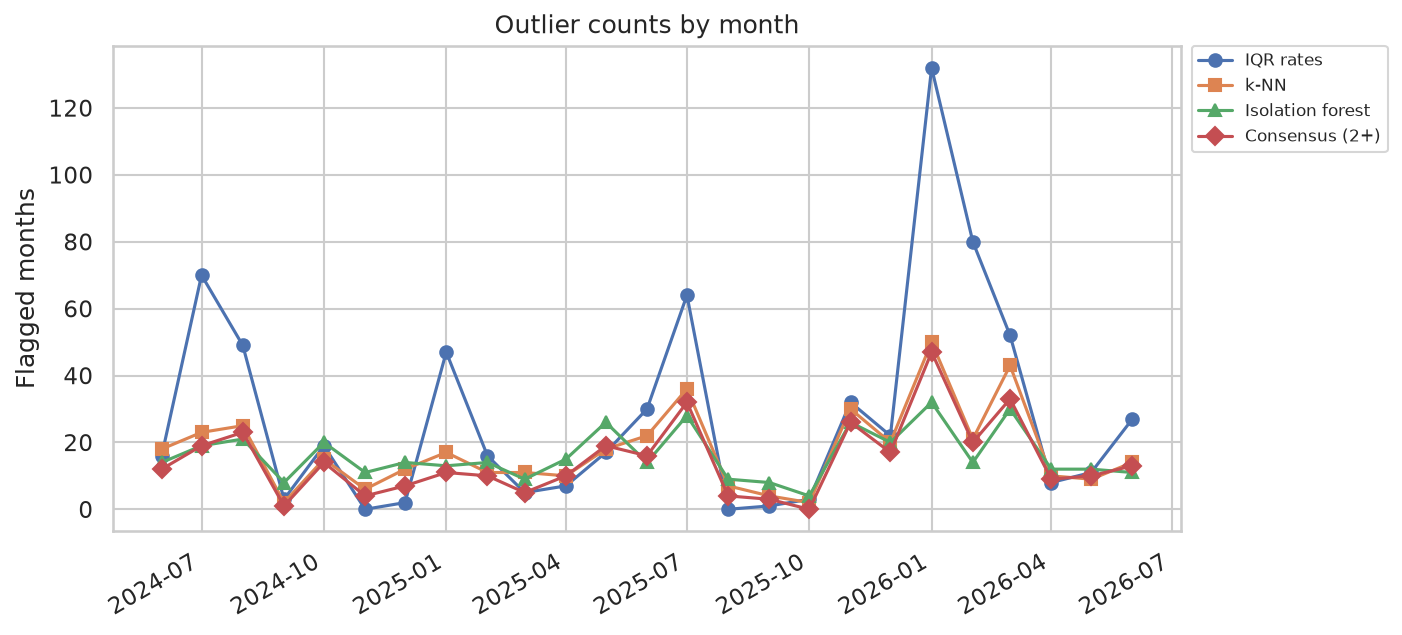 Outlier counts by month
Flagged months
120
100
80
60
40
20
0
2024-07
2024-10
2025-01
2025-04
2025-07
2025-10
2026-01
2026-04
2026-07
IQR rates
k-NN
Isolation forest
Consensus (2+)